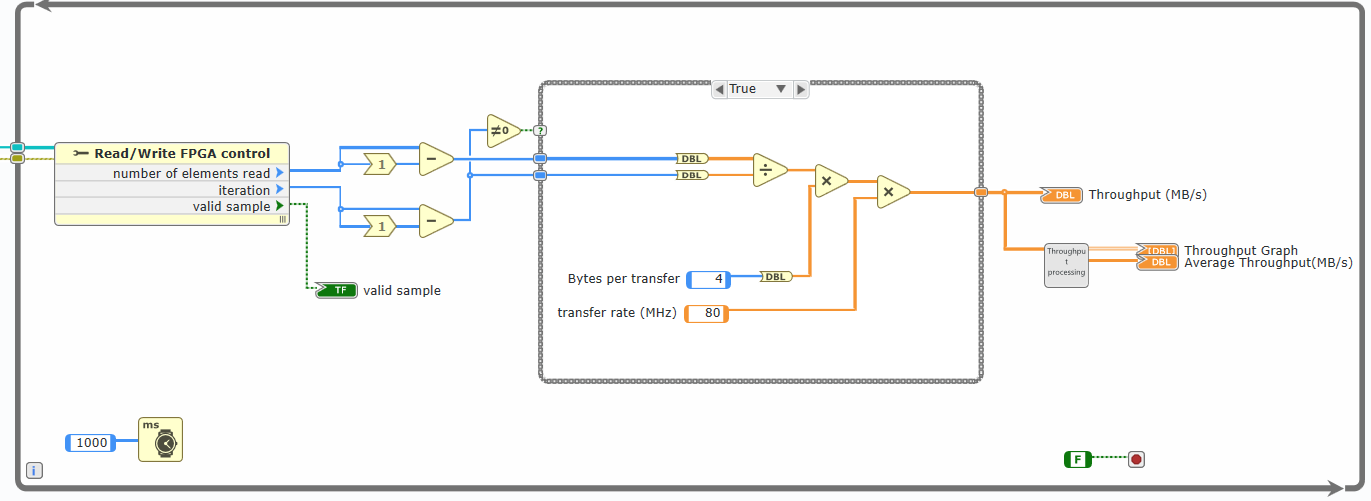 True
≠0
?
Read/Write FPGA control
number of elements read
iteration
valid sample
1
−
1
−
DBL
DBL
÷
×
×
DBL
Throughput (MB/s)
Throughpu
t
processing
[DBL]
Throughput Graph
DBL
Average Throughput(MB/s)
Bytes per transfer
4
DBL
transfer rate (MHz)
80
TF
valid sample
ms
1000
i
F